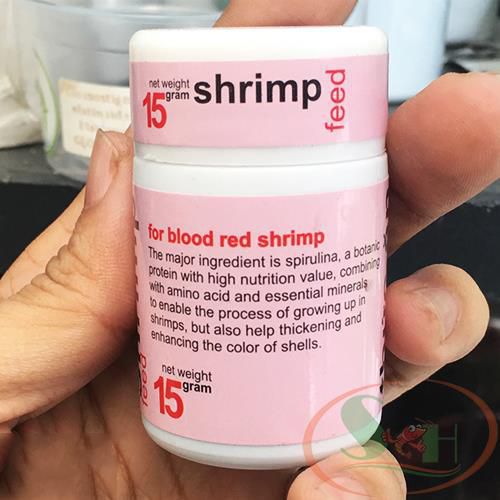 net weight
15 gram
shrimp
feed
for blood red shrimp
The major ingredient is spirulina, a botanic
protein with high nutrition value, combining
with amino acid and essential minerals
to enable the process of growing up in
shrimps, but also help thickening and
enhancing the color of shells.
net weight
15 gram
feed